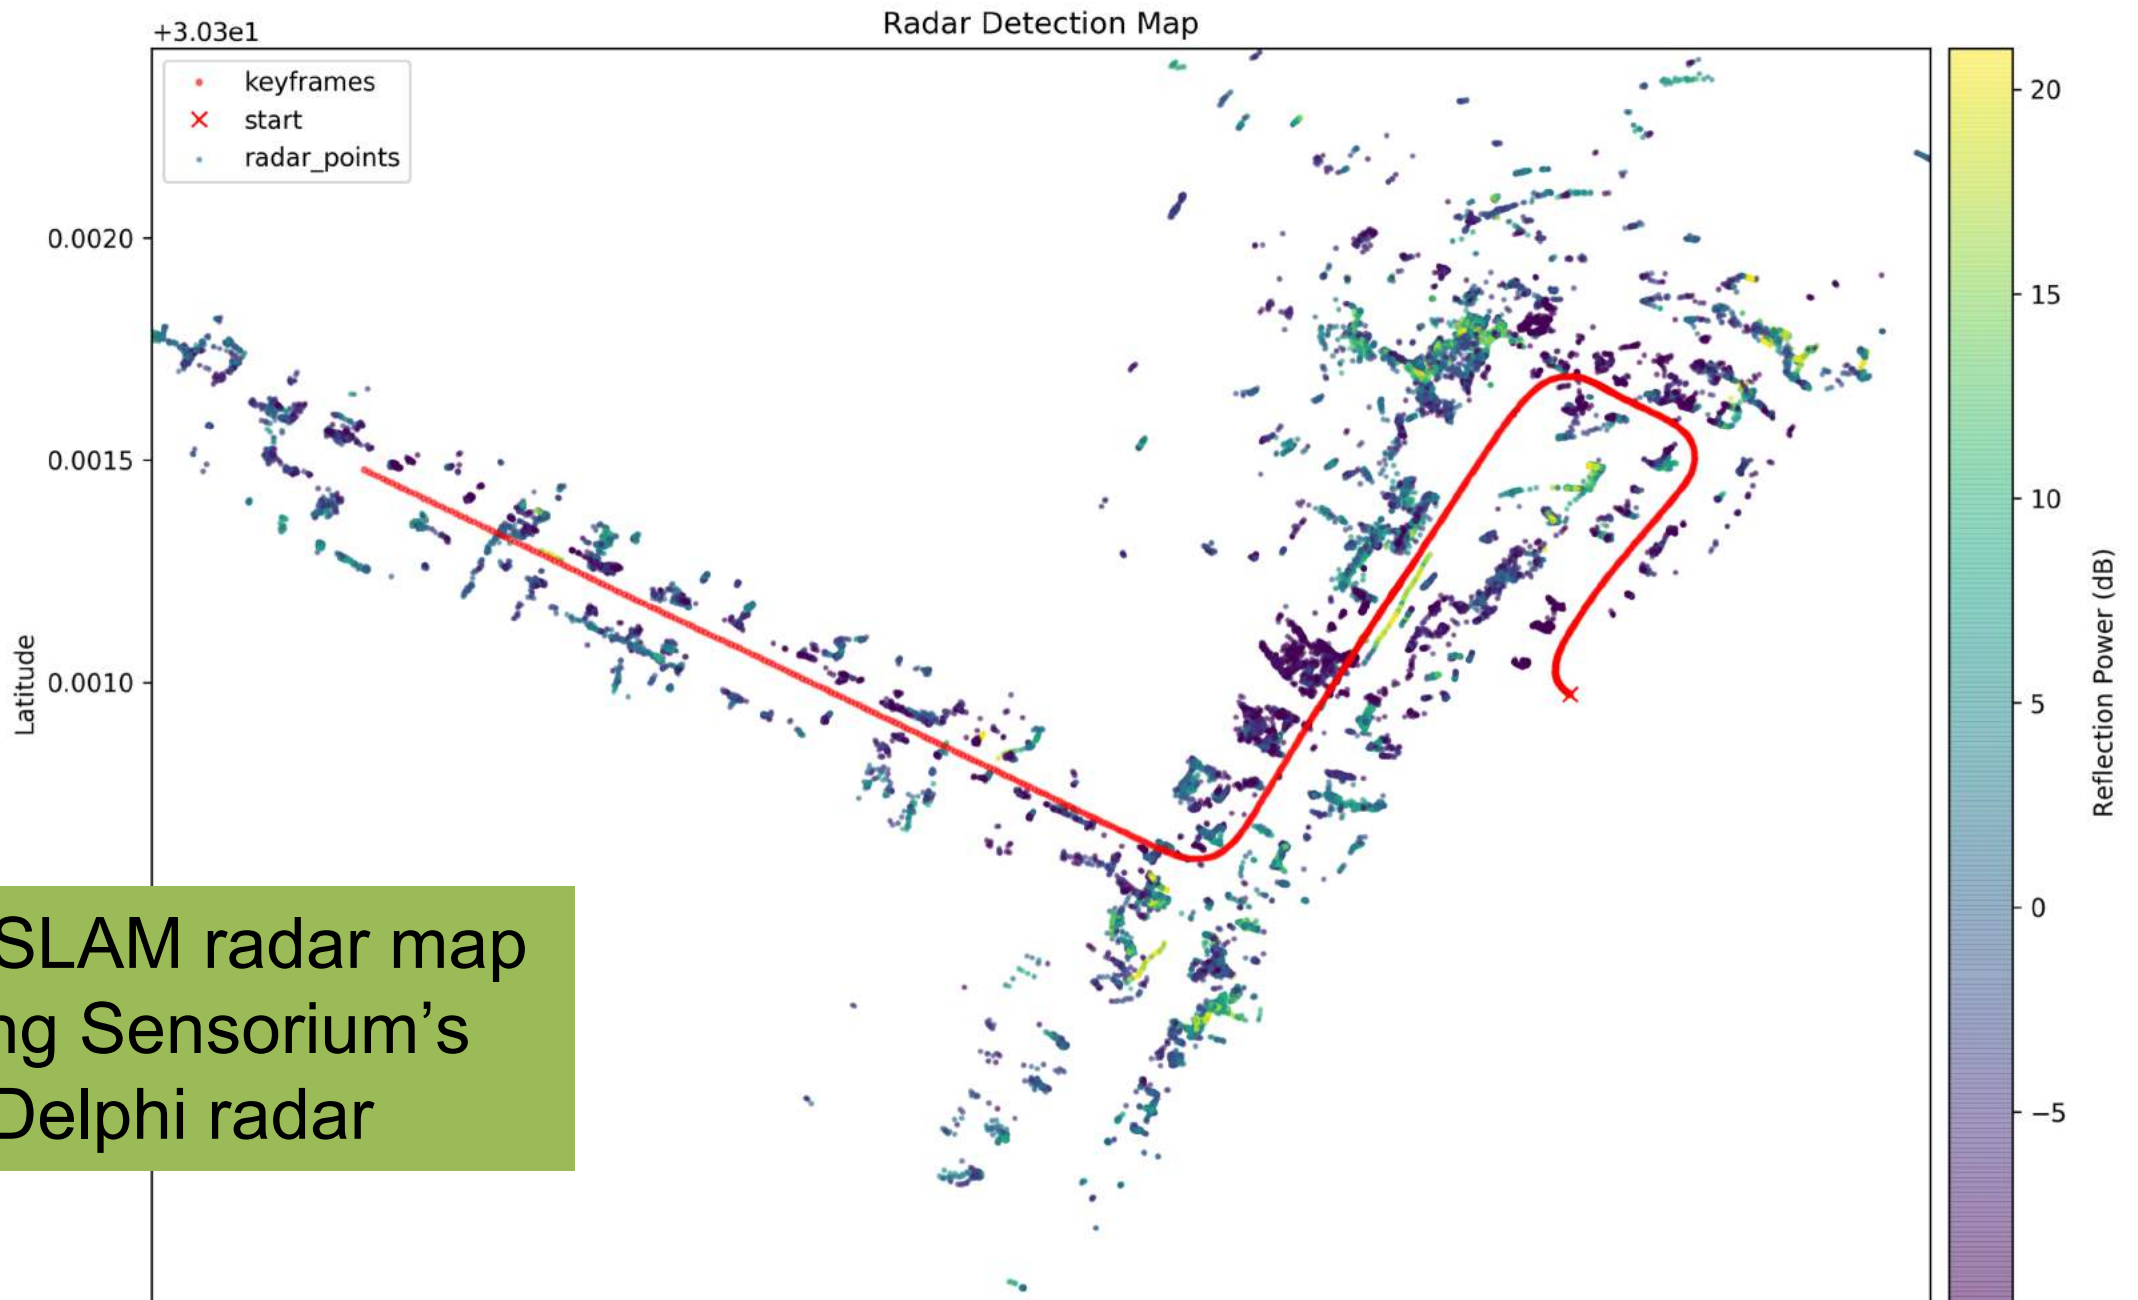 Radar Detection Map
+3.03e1
keyframes
start
radar_points
0.0020
0.0015
0.0010
Latitude
20
15
10
5
0
−5
Reflection Power (dB)
SLAM radar map
ng Sensorium’s
Delphi radar